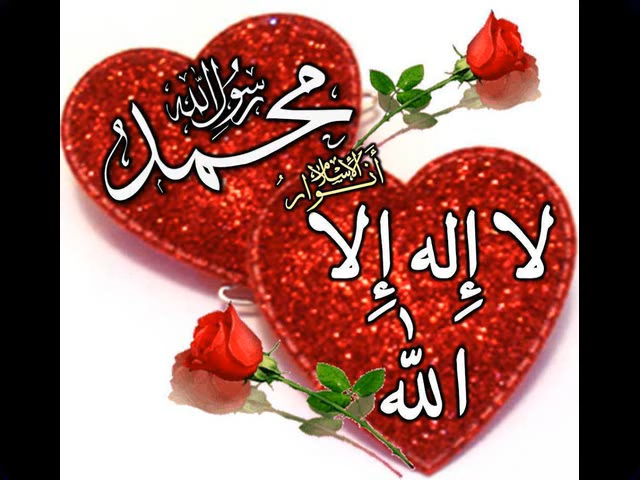 محمد
رسول الله
أنوار
الإسلام
لا إله إلا
الله